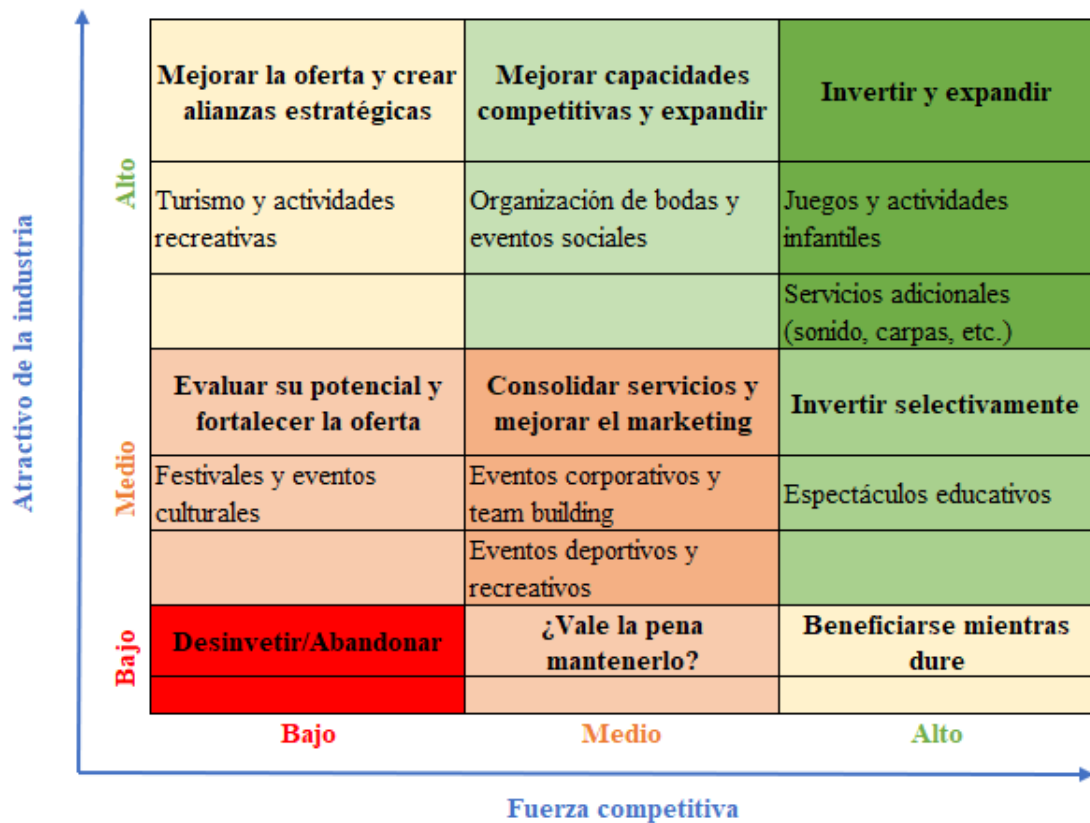 Mejorar la oferta y crear
alianzas estratégicas
Mejorar capacidades
competitivas y expandir
Invertir y expandir
Alto
Turismo y actividades
recreativas
Organización de bodas y
eventos sociales
Juegos y actividades
infantiles
Servicios adicionales
(sonido, carpas, etc.)
Atractivo de la industria
Evaluar su potencial y
fortalecer la oferta
Consolidar servicios y
mejorar el marketing
Invertir selectivamente
Medio
Festivales y eventos
culturales
Eventos corporativos y
team building
Espectáculos educativos
Eventos deportivos y
recreativos
Bajo
Desinvetir/Abandonar
¿Vale la pena
mantenerlo?
Beneficiarse mientras
dure
Bajo
Medio
Alto
Fuerza competitiva